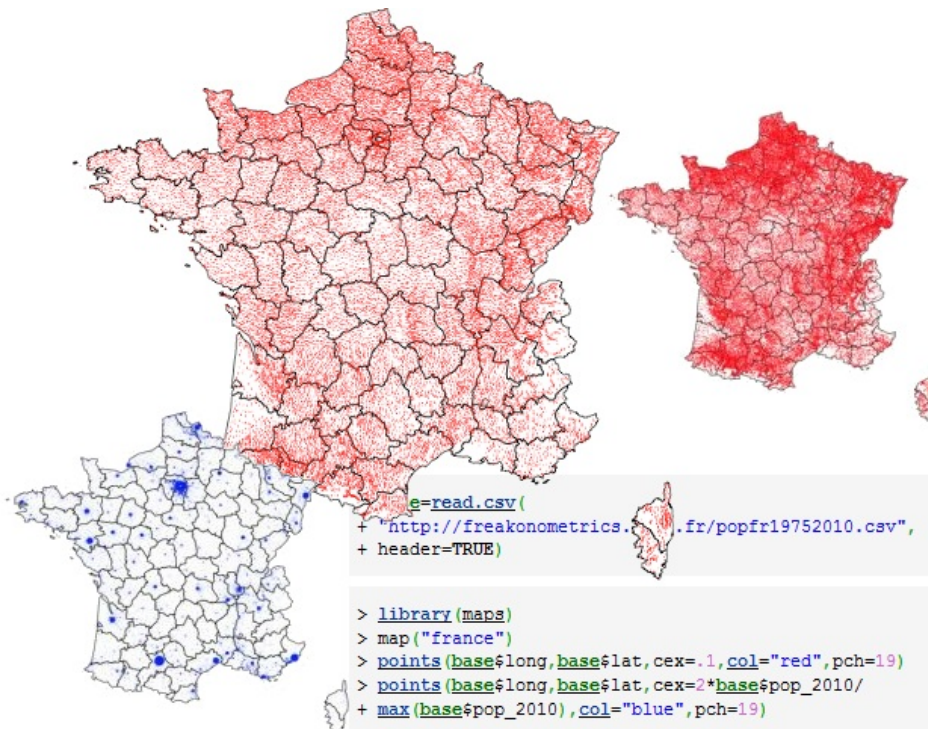 e=read.csv(
+ "http://freakonometrics. .fr/popfr19752010.csv",
+ header=TRUE)
> library(maps)
> map("france")
> points(base$long,base$lat,cex=.1,col="red",pch=19)
> points(base$long,base$lat,cex=2*base$pop_2010/
+ max(base$pop_2010),col="blue",pch=19)